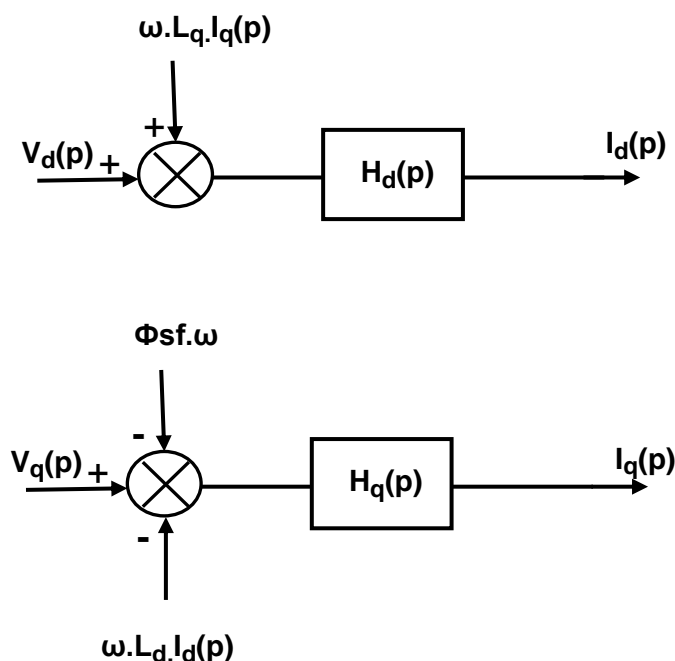 ω.Lq.Iq(p)
+
Vd(p) +
Hd(p)
Id(p)
Φsf.ω
-
Vq(p) +
Hq(p)
Iq(p)
-
ω.Ld.Id(p)